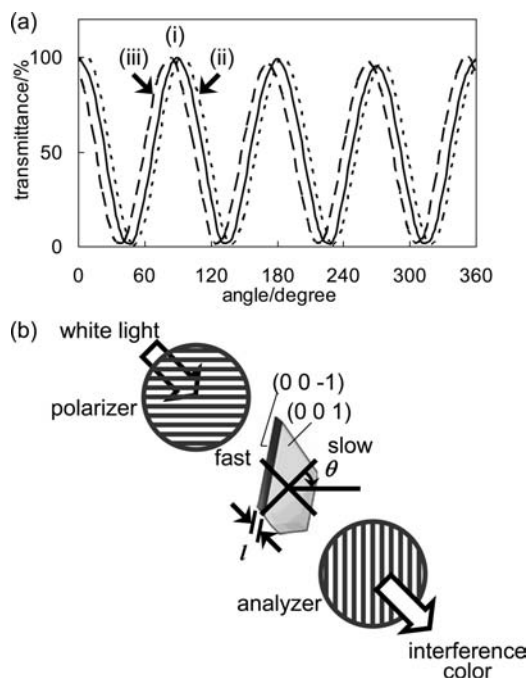 (a)
(i)
(iii)
(ii)
100
50
0
transmittance/%
0 60 120 180 240 300 360
angle/degree
(b)
white light
polarizer
(0 0 -1)
(0 0 1)
fast
slow
θ
l
analyzer
interference
color